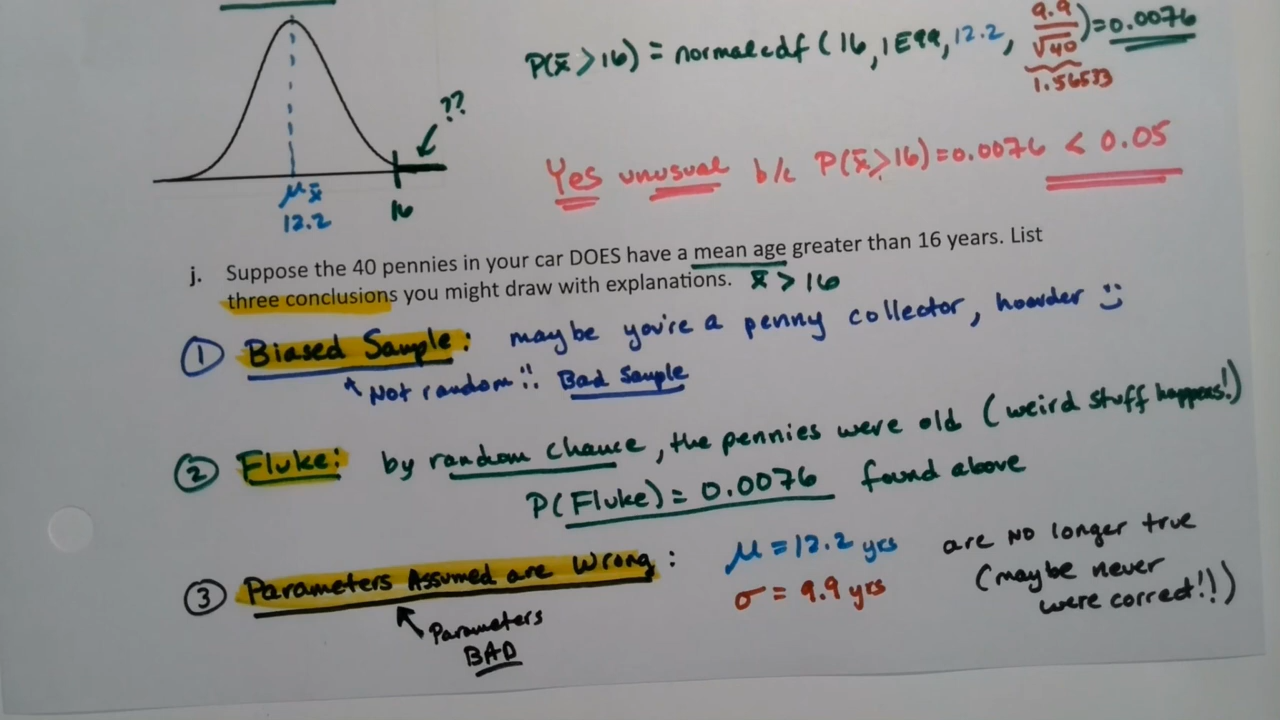 P(x̄ > 16) = normalcdf (16, 1E99, 12.2, 9.9/√40) = 0.0076
1.56533
??
Yes unusual b/c P(x̄ > 16) = 0.0076 < 0.05
μx̄
12.2
16
j. Suppose the 40 pennies in your car DOES have a mean age greater than 16 years. List
three conclusions you might draw with explanations. x̄ > 16
① Biased Sample: maybe you're a penny collector, hoarder :)
Not random!! Bad Sample
② Fluke: by random chance, the pennies were old (weird stuff happens!)
P(Fluke) = 0.0076 found above
③ Parameters Assumed are Wrong: μ = 12.2 yrs are NO longer true
σ = 9.9 yrs (maybe never
were correct!!)
Parameters
BAD